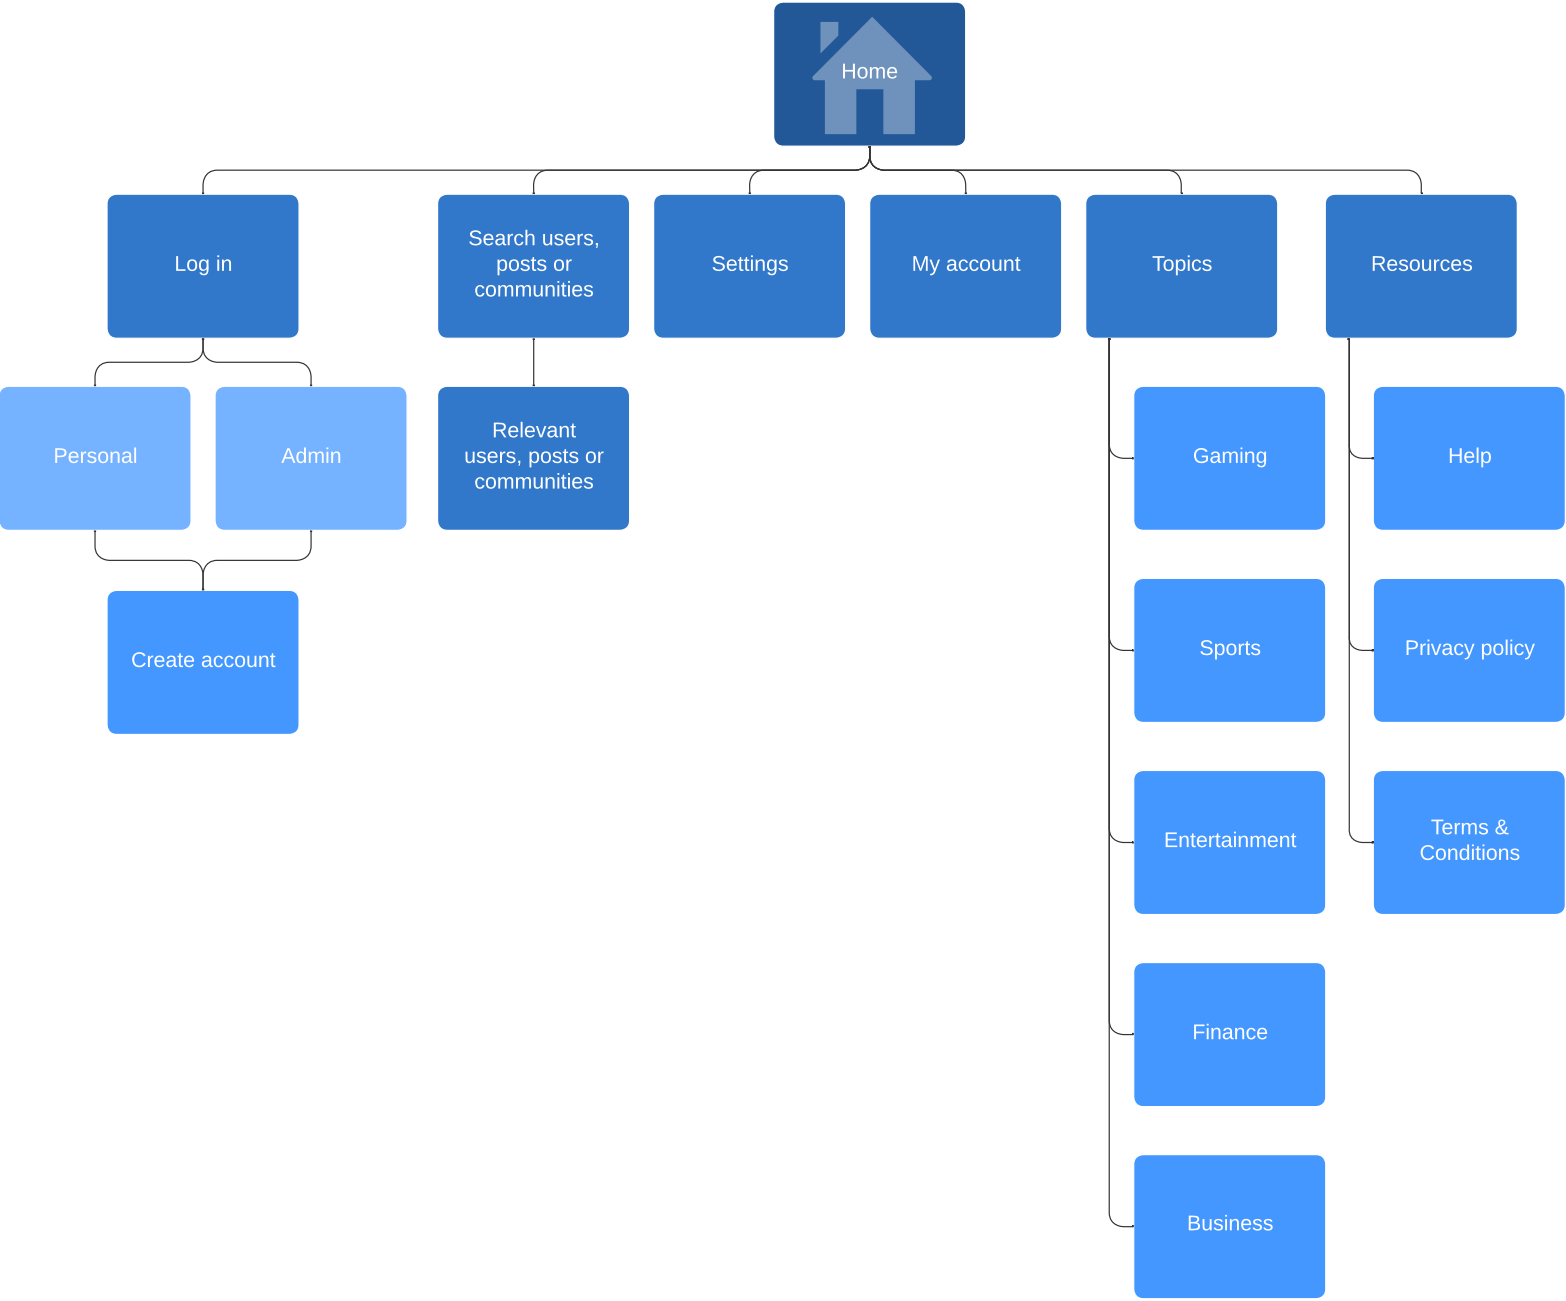 Home
Log in
Search users,
posts or
communities
Settings
My account
Topics
Resources
Personal
Admin
Relevant
users, posts or
communities
Gaming
Help
Create account
Sports
Privacy policy
Entertainment
Terms &
Conditions
Finance
Business